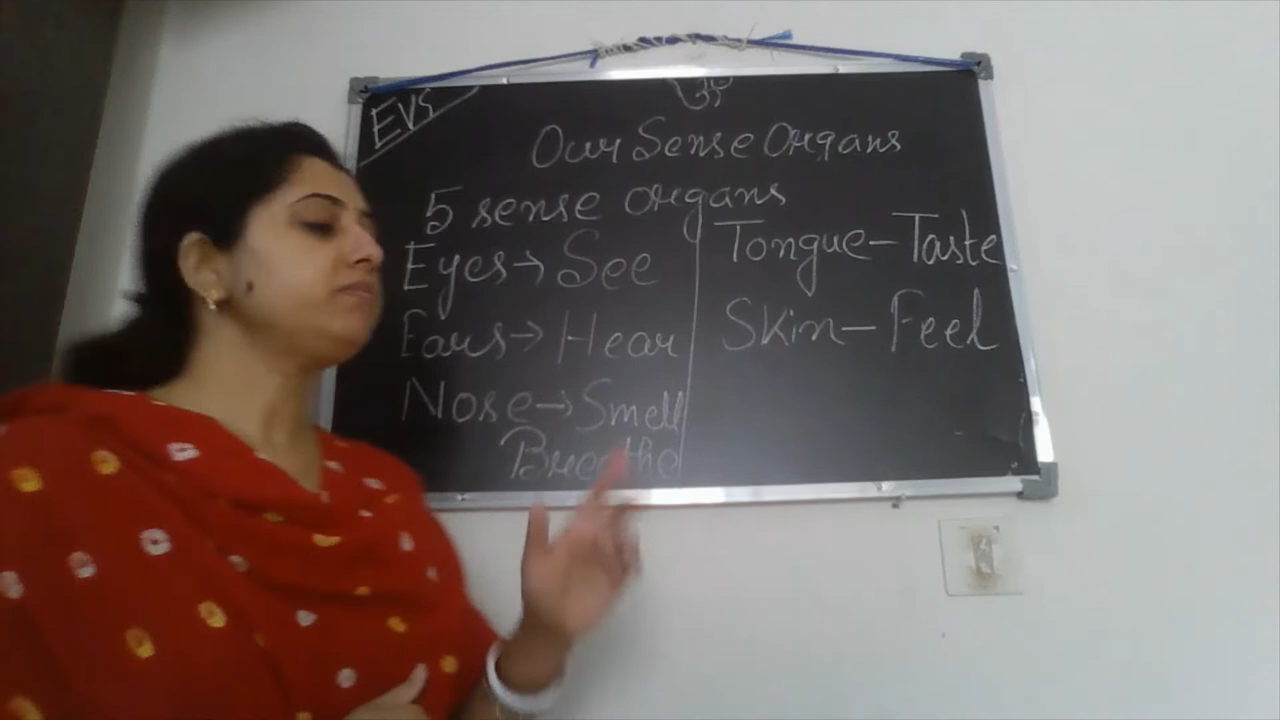 EVS
ૐ
Our Sense Organs
5 sense organs
Eyes→See
Ears→Hear
Nose→Smell
Breathe
Tongue–Taste
Skin–Feel